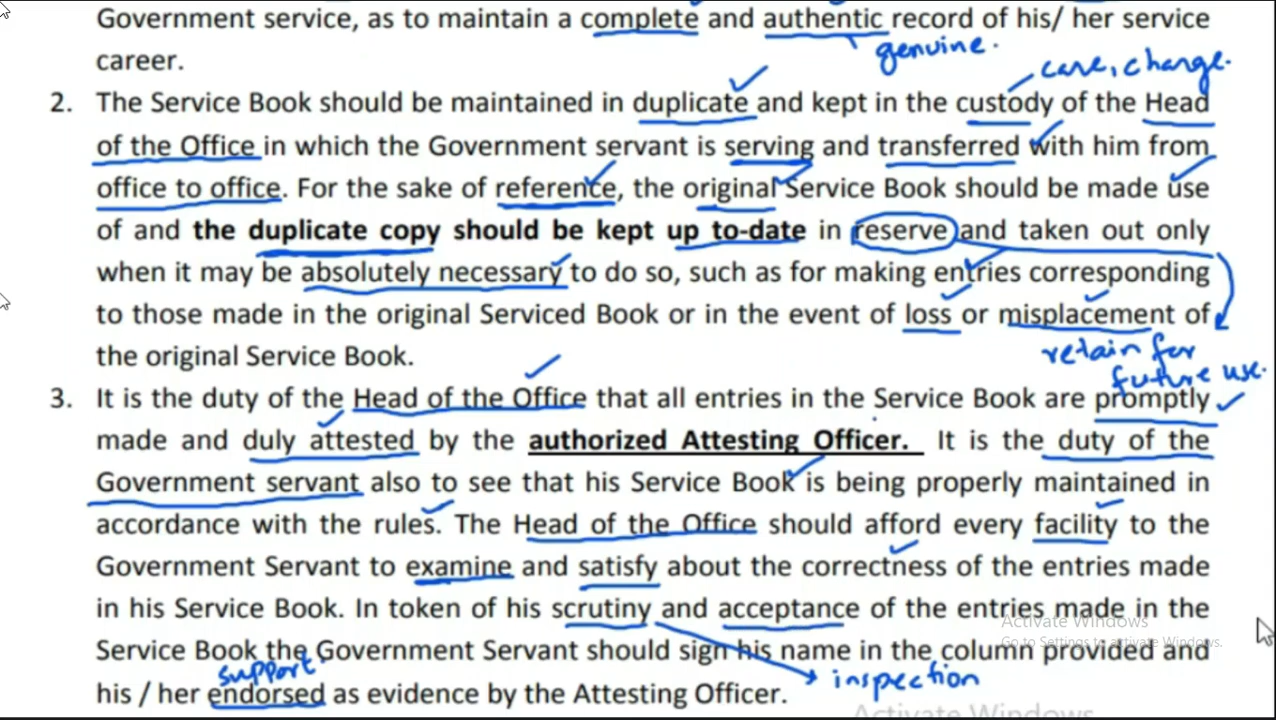 Government service, as to maintain a complete and authentic record of his/ her service
career.
genuine.
care, change.
2. The Service Book should be maintained in duplicate and kept in the custody of the Head
of the Office in which the Government servant is serving and transferred with him from
office to office. For the sake of reference, the original Service Book should be made use
of and the duplicate copy should be kept up to-date in reserve and taken out only
when it may be absolutely necessary to do so, such as for making entries corresponding
to those made in the original Serviced Book or in the event of loss or misplacement of
the original Service Book.
retain for
future use.
3. It is the duty of the Head of the Office that all entries in the Service Book are promptly
made and duly attested by the authorized Attesting Officer. It is the duty of the
Government servant also to see that his Service Book is being properly maintained in
accordance with the rules. The Head of the Office should afford every facility to the
Government Servant to examine and satisfy about the correctness of the entries made
in his Service Book. In token of his scrutiny and acceptance of the entries made in the
Activate Windows
Go to Settings to activate Windows.
Service Book the Government Servant should sign his name in the column provided and
support.
his / her endorsed as evidence by the Attesting Officer.
inspection
Activate Windows